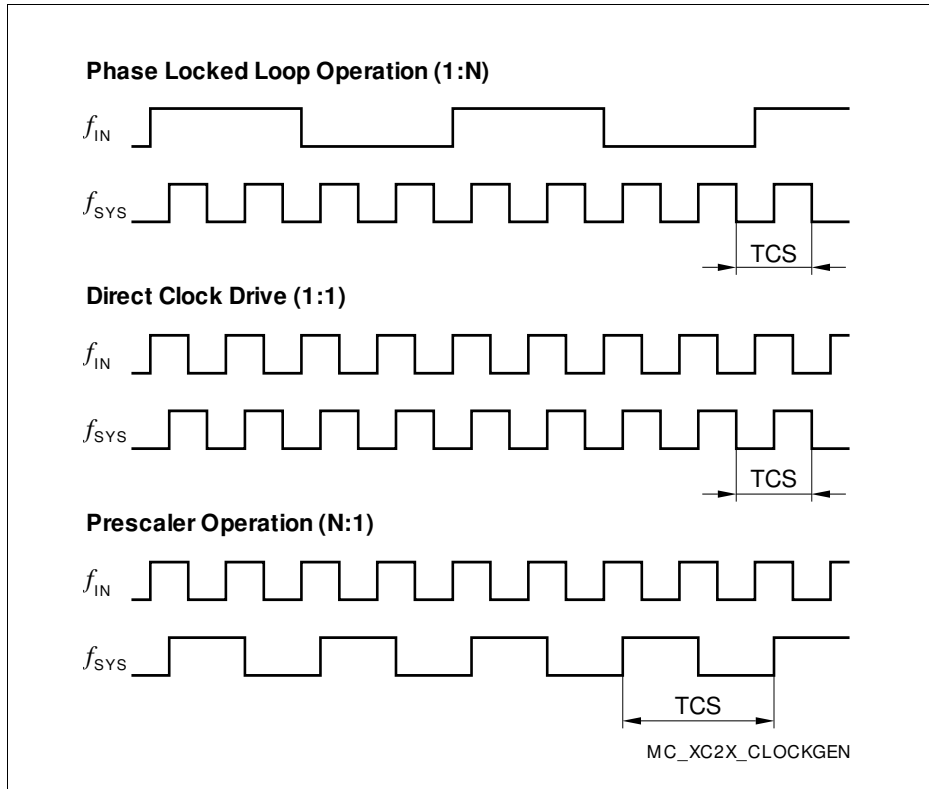 Phase Locked Loop Operation (1:N)
fIN
fSYS
TCS
Direct Clock Drive (1:1)
fIN
fSYS
TCS
Prescaler Operation (N:1)
fIN
fSYS
TCS
MC_XC2X_CLOCKGEN